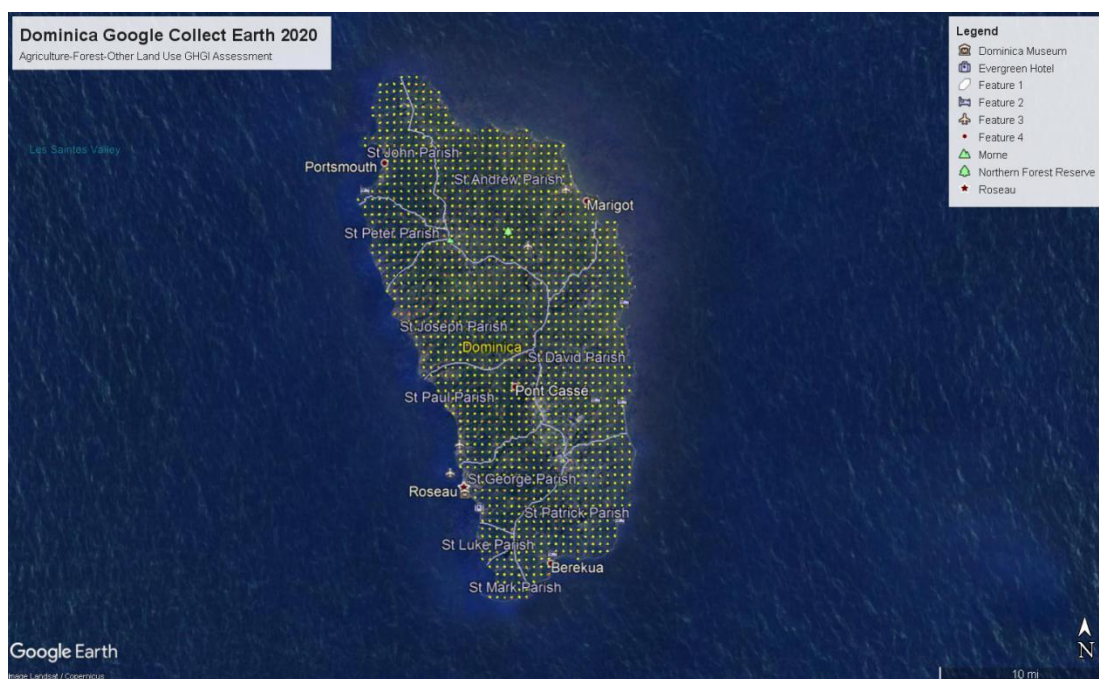 Dominica Google Collect Earth 2020
Agriculture-Forest-Other Land Use GHGI Assessment
Legend
Dominica Museum
Evergreen Hotel
Feature 1
Feature 2
Feature 3
Feature 4
Morne
Northern Forest Reserve
Roseau
Les Saintes Valley
St John Parish
Portsmouth
St Andrew Parish
Marigot
St Peter Parish
St Joseph Parish
Dominica
St David Parish
Pont Casse
St Paul Parish
St George Parish
Roseau
St Patrick Parish
St Luke Parish
Berekua
St Mark Parish
Google Earth
Image Landsat / Copernicus
N
10 mi